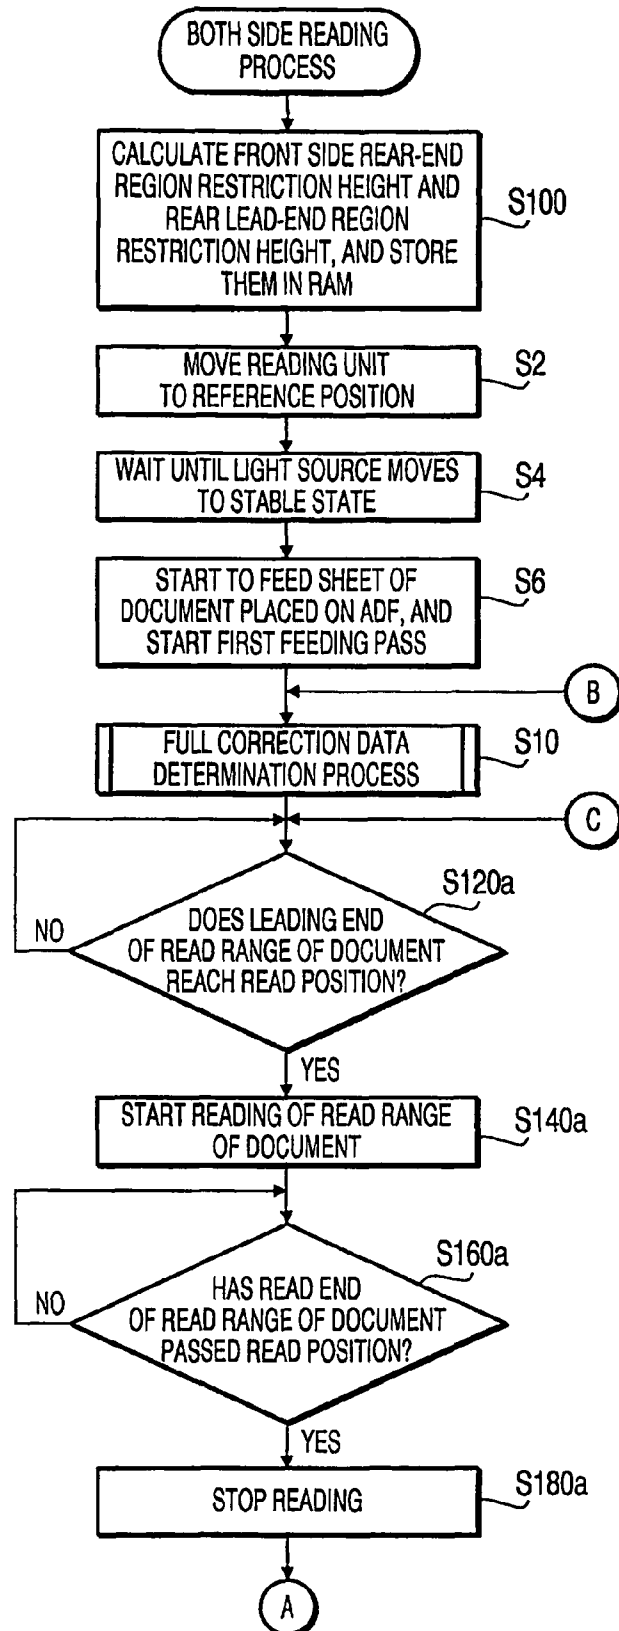 BOTH SIDE READING
PROCESS
CALCULATE FRONT SIDE REAR-END
REGION RESTRICTION HEIGHT AND
REAR LEAD-END REGION
RESTRICTION HEIGHT, AND STORE
THEM IN RAM
S100
MOVE READING UNIT
TO REFERENCE POSITION
S2
WAIT UNTIL LIGHT SOURCE MOVES
TO STABLE STATE
S4
START TO FEED SHEET OF
DOCUMENT PLACED ON ADF, AND
START FIRST FEEDING PASS
S6
B
FULL CORRECTION DATA
DETERMINATION PROCESS
S10
C
S120a
DOES LEADING END
OF READ RANGE OF DOCUMENT
REACH READ POSITION?
NO
YES
START READING OF READ RANGE
OF DOCUMENT
S140a
S160a
HAS READ END
OF READ RANGE OF DOCUMENT
PASSED READ POSITION?
NO
YES
STOP READING
S180a
A